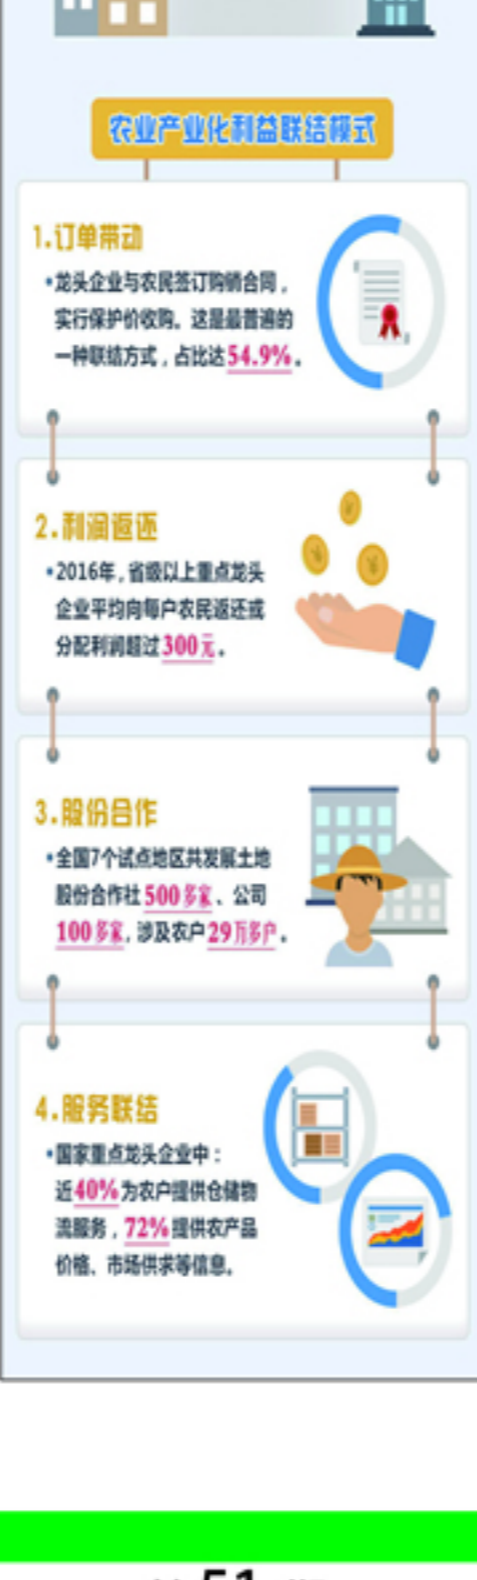 农业产业化利益联结模式
1.订单带动
•龙头企业与农民签订购销合同，
实行保护价收购。这是最普遍的
一种联结方式，占比达54.9%。
2.利润返还
•2016年，省级以上重点龙头
企业平均向每户农民返还或
分配利润超过300元。
3.股份合作
•全国7个试点地区共发展土地
股份合作社500多家、公司
100多家，涉及农户29万多户。
4.服务联结
•国家重点龙头企业中：
近40%为农户提供仓储物
流服务，72%提供农产品
价格、市场供求等信息。
51